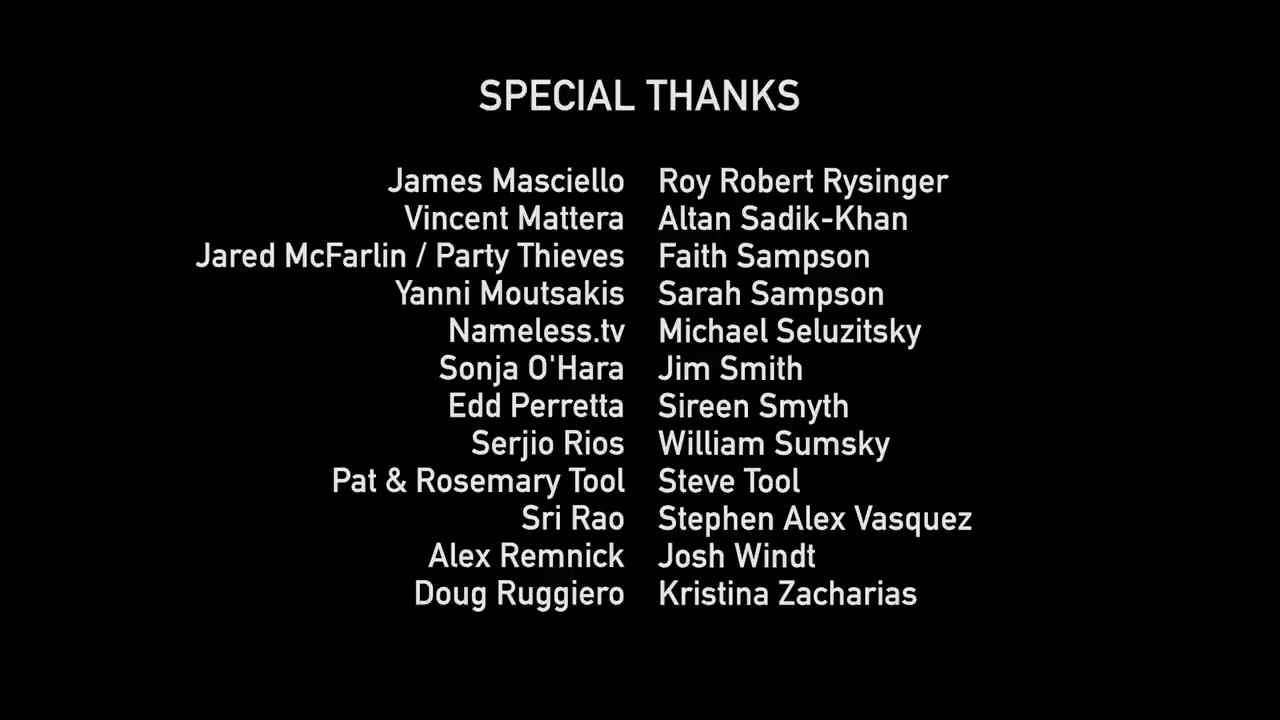 SPECIAL THANKS
James Masciello
Vincent Mattera
Jared McFarlin / Party Thieves
Yanni Moutsakis
Nameless.tv
Sonja O'Hara
Edd Perretta
Serjio Rios
Pat & Rosemary Tool
Sri Rao
Alex Remnick
Doug Ruggiero
Roy Robert Rysinger
Altan Sadik-Khan
Faith Sampson
Sarah Sampson
Michael Seluzitsky
Jim Smith
Sireen Smyth
William Sumsky
Steve Tool
Stephen Alex Vasquez
Josh Windt
Kristina Zacharias